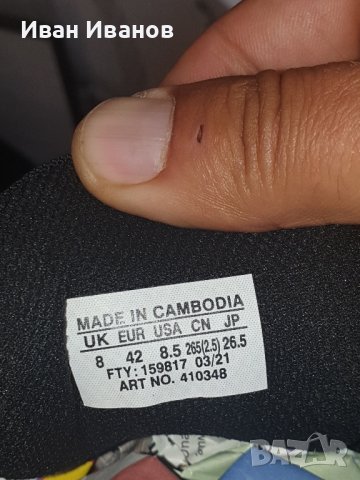 Иван Иванов
MADE IN CAMBODIA
UK EUR USA CN JP
8 42 8.5 265(2.5) 26.5
FTY: 159817 03/21
ART NO. 410348
BAZAR